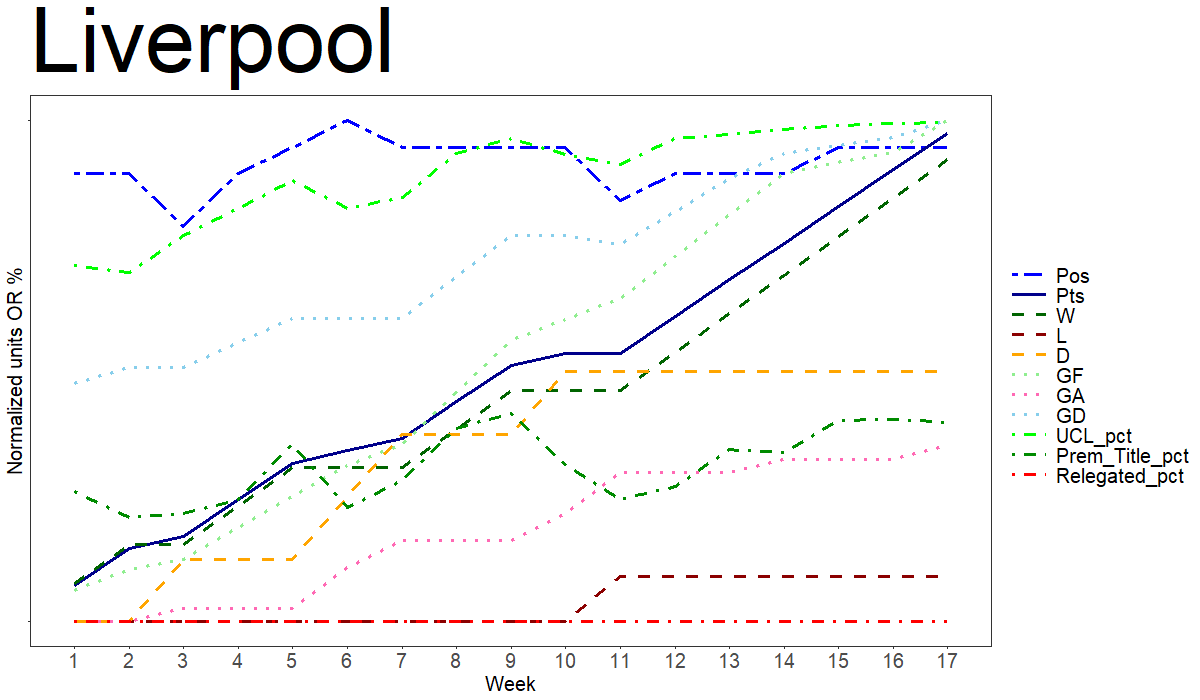 Liverpool
Normalized units OR %
Pos
Pts
W
L
D
GF
GA
GD
UCL_pct
Prem_Title_pct
Relegated_pct
1 2 3 4 5 6 7 8 9 10 11 12 13 14 15 16 17
Week